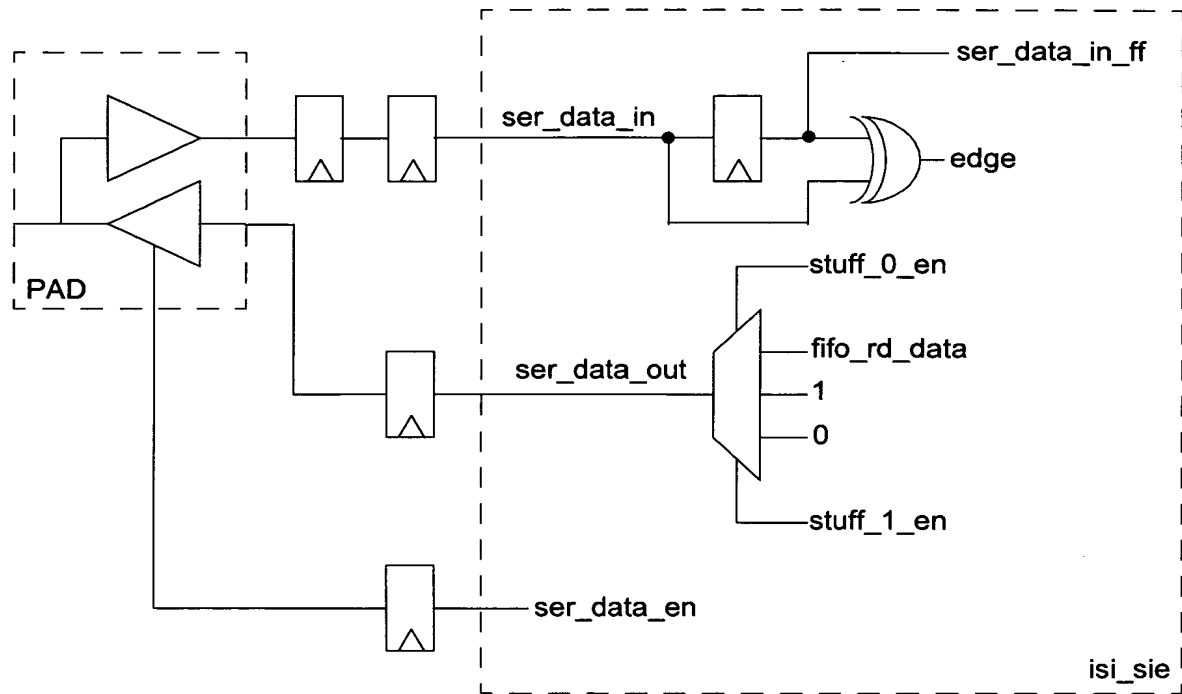 ser_data_in_ff
ser_data_in
edge
stuff_0_en
PAD
fifo_rd_data
ser_data_out
1
0
stuff_1_en
ser_data_en
isi_sie